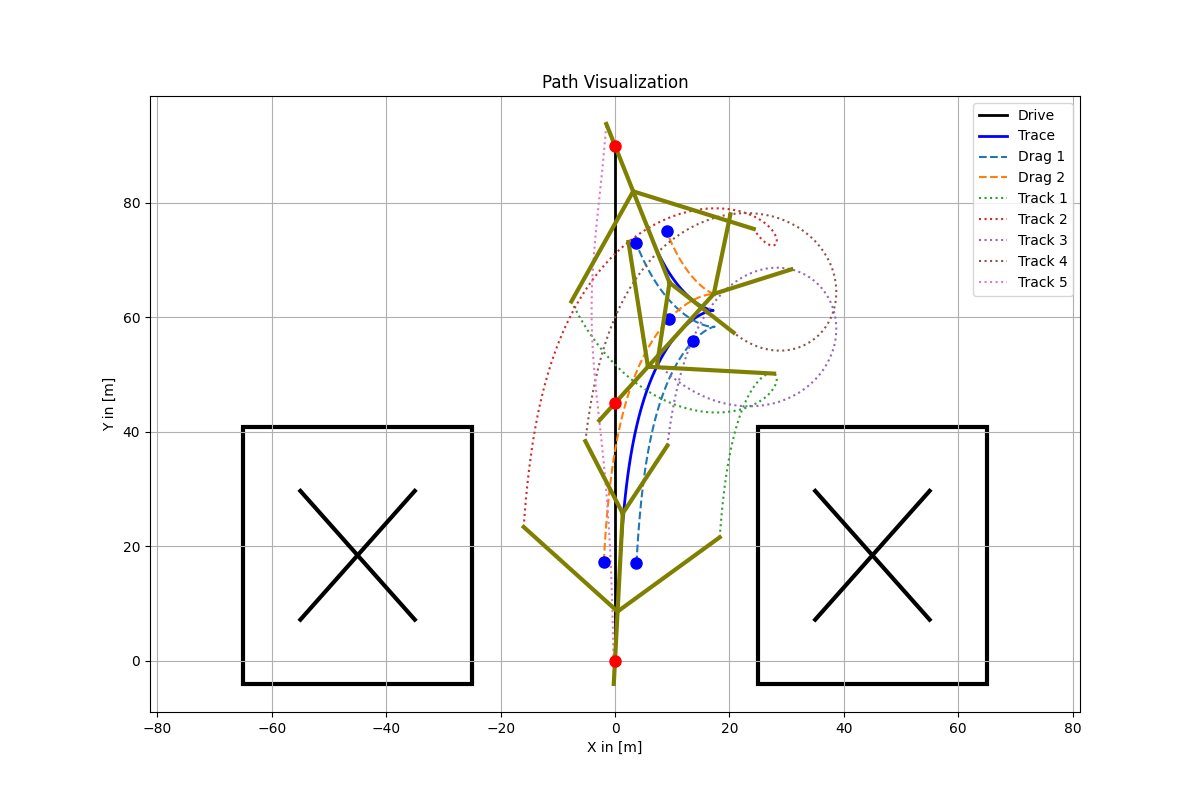 Path Visualization
Drive
Trace
Drag 1
Drag 2
Track 1
Track 2
Track 3
Track 4
Track 5
Y in [m]
80
60
40
20
0
−80
−60
−40
−20
0
20
40
60
80
X in [m]